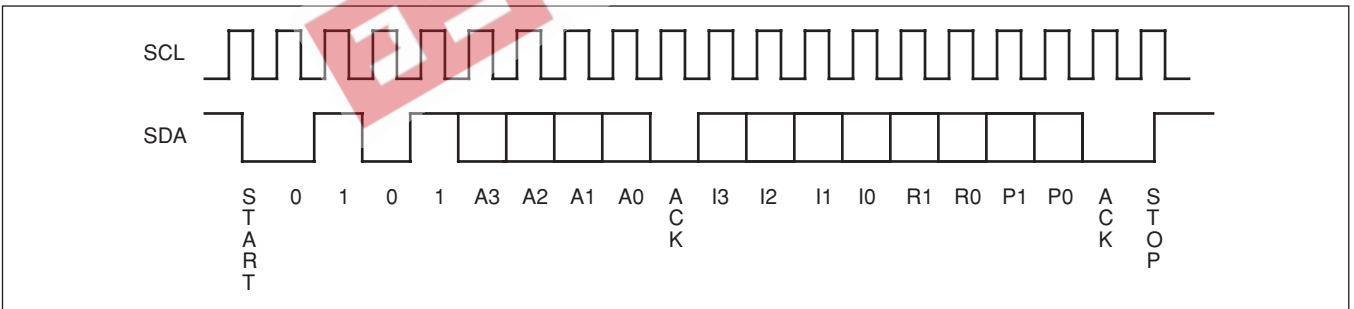 SCL
SDA
START 0 1 0 1 A3 A2 A1 A0 ACK I3 I2 I1 I0 R1 R0 P1 P0 ACK STOP